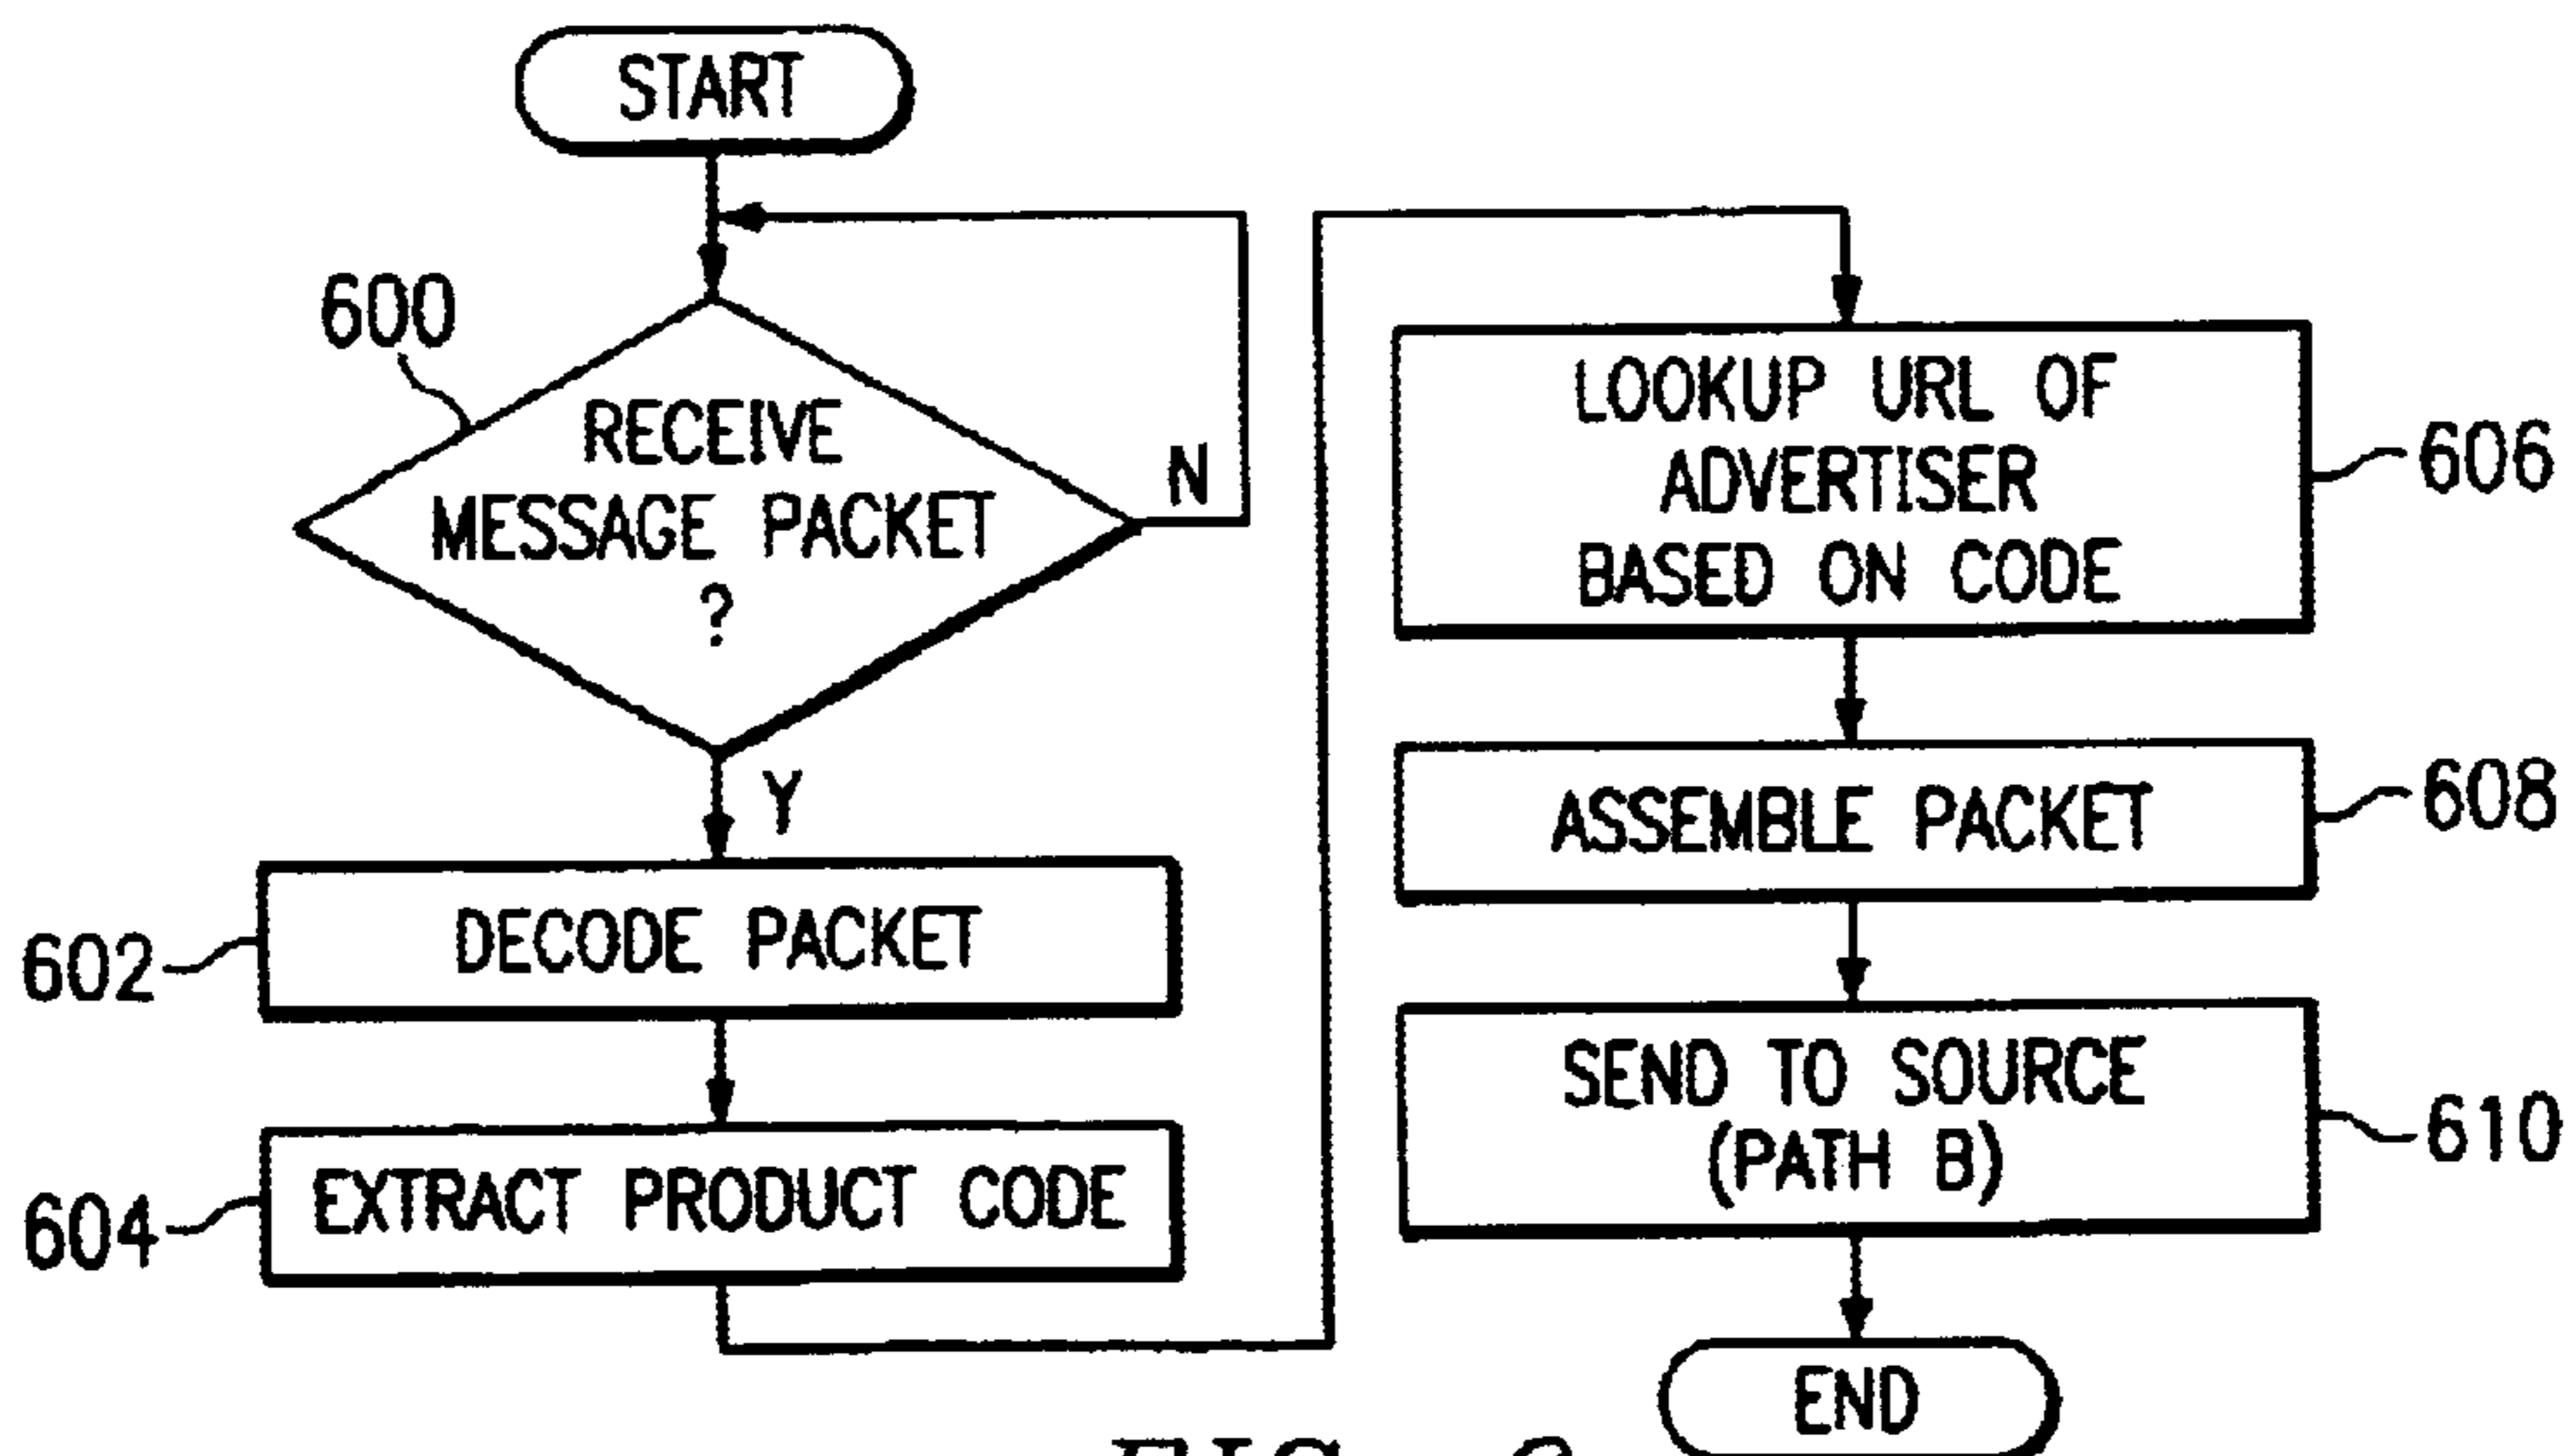 START
600
RECEIVE
MESSAGE PACKET
?
N
Y
602
DECODE PACKET
604
EXTRACT PRODUCT CODE
LOOKUP URL OF
ADVERTISER
BASED ON CODE
606
ASSEMBLE PACKET
608
SEND TO SOURCE
(PATH B)
610
END